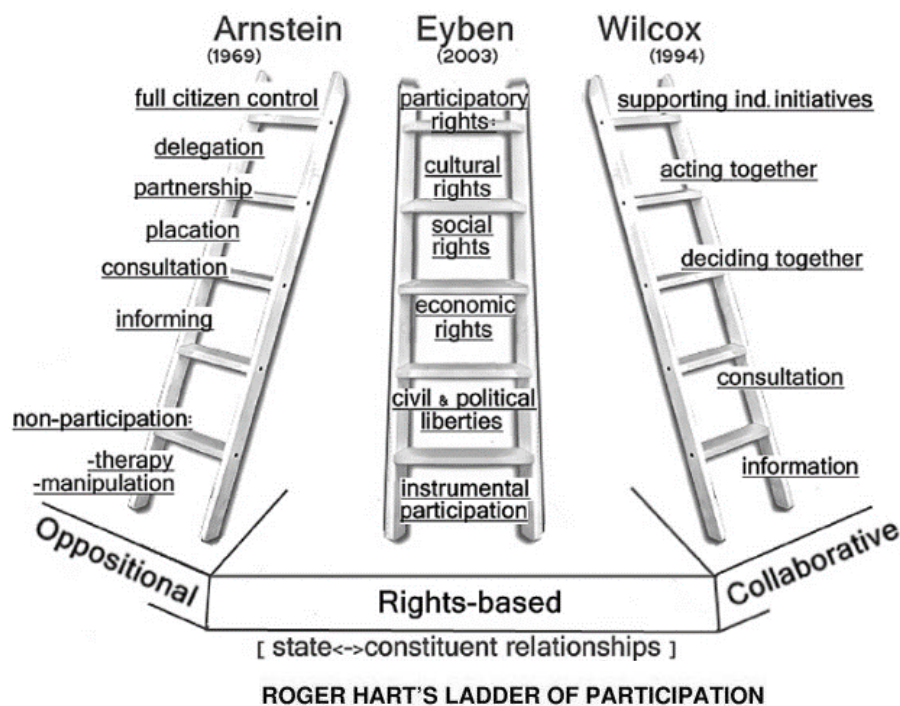 Arnstein
(1969)
full citizen control
delegation
partnership
placation
consultation
informing
non-participation:
-therapy
-manipulation
Eyben
(2003)
participatory
rights:
cultural
rights
social
rights
economic
rights
civil & political
liberties
instrumental
participation
Wilcox
(1994)
supporting ind. initiatives
acting together
deciding together
consultation
information
Oppositional
Rights-based
Collaborative
[ state<->constituent relationships ]
ROGER HART'S LADDER OF PARTICIPATION